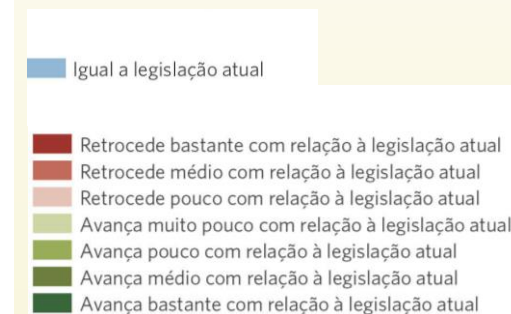 Igual a legislação atual
Retrocede bastante com relação à legislação atual
Retrocede médio com relação à legislação atual
Retrocede pouco com relação à legislação atual
Avança muito pouco com relação à legislação atual
Avança pouco com relação à legislação atual
Avança médio com relação à legislação atual
Avança bastante com relação à legislação atual